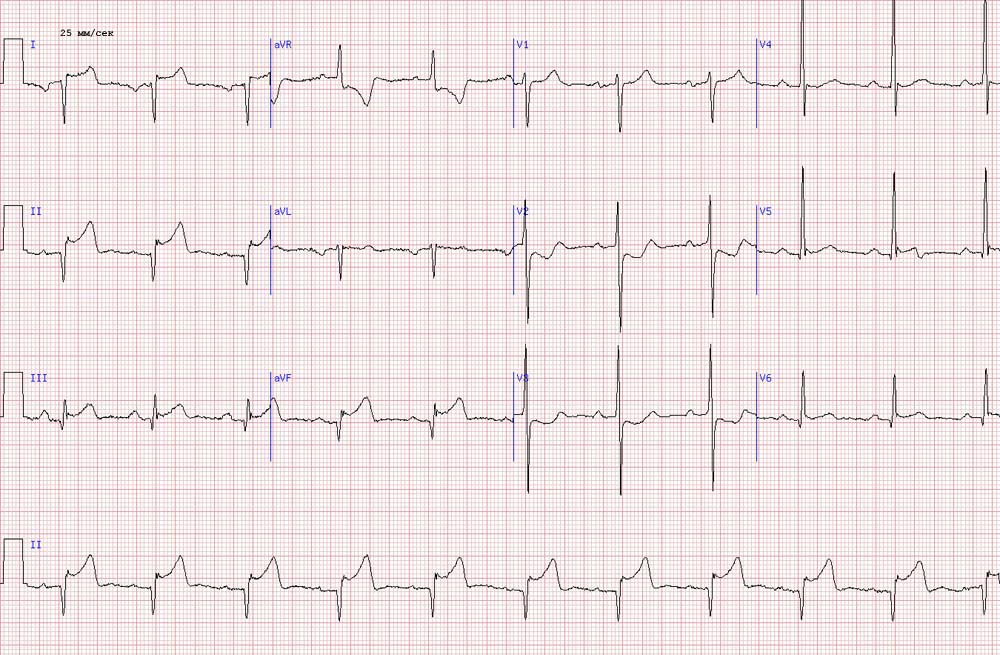 25 мм/сек
I aVR V1 V4
II aVL V2 V5
III aVF V3 V6
II